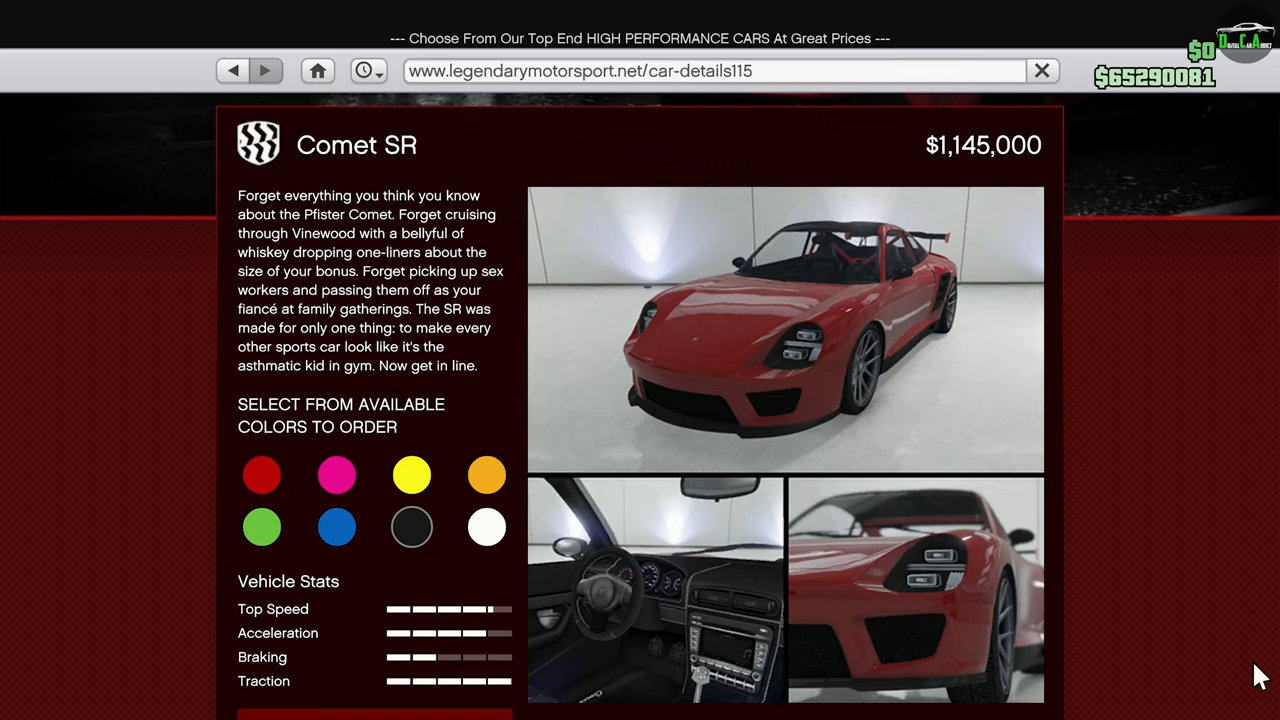 --- Choose From Our Top End HIGH PERFORMANCE CARS At Great Prices ---
DIGITAL CAR ADDICT
$0
www.legendarymotorsport.net/car-details115
$65290081
Comet SR
$1,145,000
Forget everything you think you know
about the Pfister Comet. Forget cruising
through Vinewood with a bellyful of
whiskey dropping one-liners about the
size of your bonus. Forget picking up sex
workers and passing them off as your
fiancé at family gatherings. The SR was
made for only one thing: to make every
other sports car look like it's the
asthmatic kid in gym. Now get in line.
SELECT FROM AVAILABLE
COLORS TO ORDER
Vehicle Stats
Top Speed
Acceleration
Braking
Traction